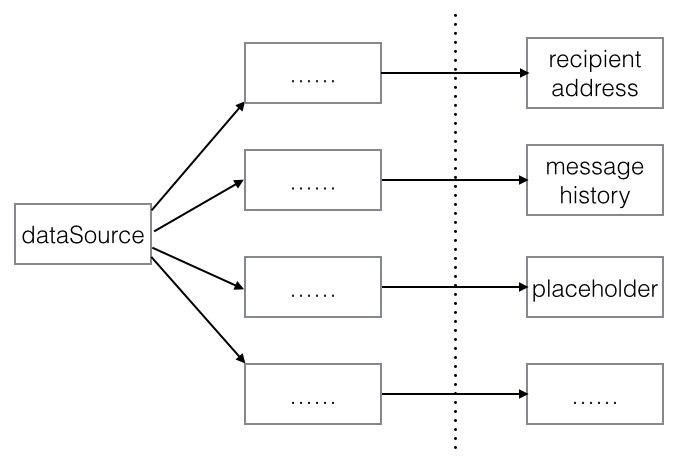 ......
recipient
address
......
message
history
dataSource
......
placeholder
......
......